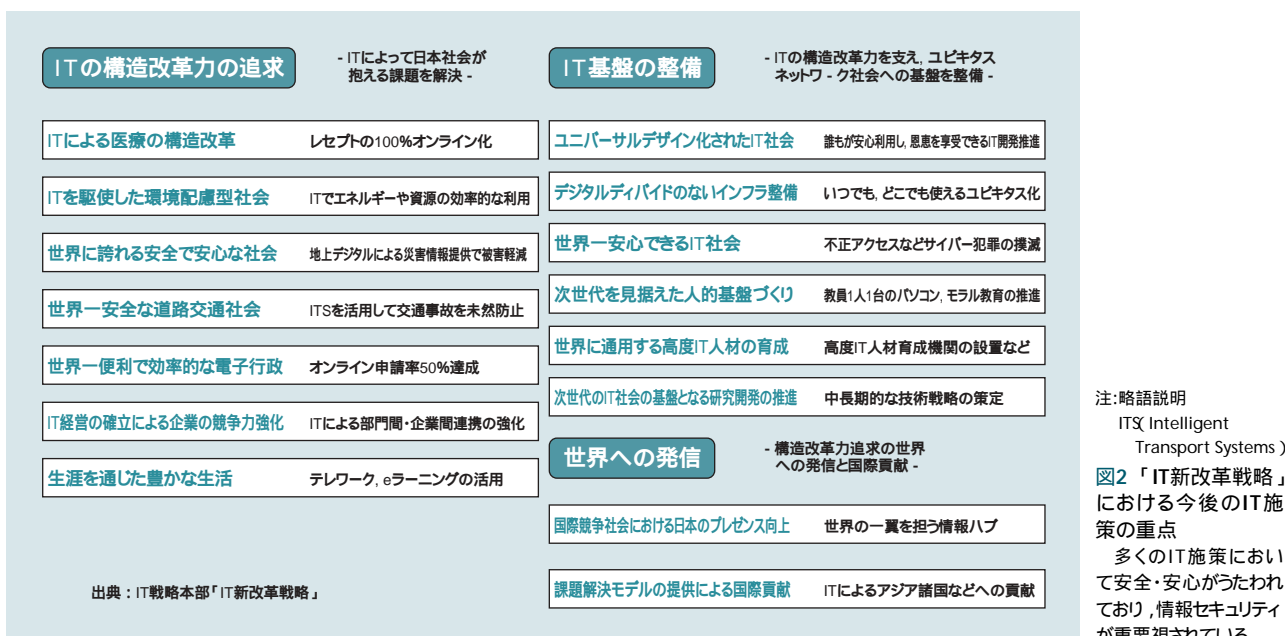 ITの構造改革力の追求
- ITによって日本社会が
抱える課題を解決 -
ITによる医療の構造改革 レセプトの100%オンライン化
ITを駆使した環境配慮型社会 ITでエネルギーや資源の効率的な利用
世界に誇れる安全で安心な社会 地上デジタルによる災害情報提供で被害軽減
世界一安全な道路交通社会 ITSを活用して交通事故を未然防止
世界一便利で効率的な電子行政 オンライン申請率50%達成
IT経営の確立による企業の競争力強化 ITによる部門間・企業間連携の強化
生涯を通じた豊かな生活 テレワーク, eラーニングの活用
出典：IT戦略本部「IT新改革戦略」
IT基盤の整備
- ITの構造改革力を支え, ユビキタス
ネットワ - ク社会への基盤を整備 -
ユニバーサルデザイン化されたIT社会 誰もが安心利用し, 恩恵を享受できるIT開発推進
デジタルディバイドのないインフラ整備 いつでも, どこでも使えるユビキタス化
世界一安心できるIT社会 不正アクセスなどサイバー犯罪の撲滅
次世代を見据えた人的基盤づくり 教員1人1台のパソコン, モラル教育の推進
世界に通用する高度IT人材の育成 高度IT人材育成機関の設置など
次世代のIT社会の基盤となる研究開発の推進 中長期的な技術戦略の策定
世界への発信
- 構造改革力追求の世界
への発信と国際貢献 -
国際競争社会における日本のプレゼンス向上 世界の一翼を担う情報ハブ
課題解決モデルの提供による国際貢献 ITによるアジア諸国などへの貢献
注:略語説明
ITS( Intelligent
Transport Systems )
図2 「IT新改革戦略」
における今後のIT施
策の重点
多くのIT施策におい
て安全・安心がうたわれ
ており,情報セキュリティ
が重要視されている